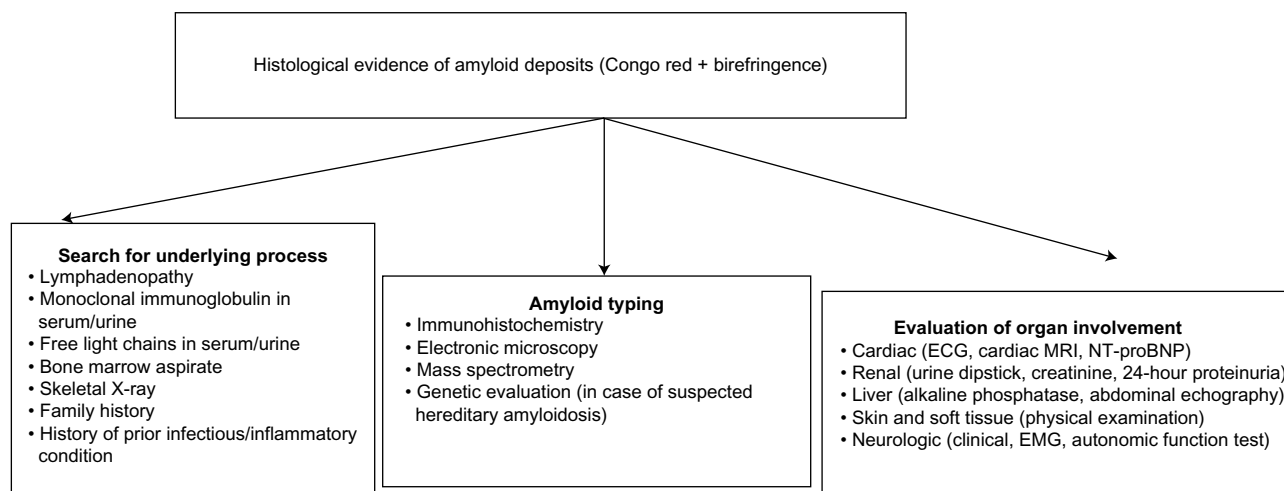 Histological evidence of amyloid deposits (Congo red + birefringence)
Search for underlying process
• Lymphadenopathy
• Monoclonal immunoglobulin in
serum/urine
• Free light chains in serum/urine
• Bone marrow aspirate
• Skeletal X-ray
• Family history
• History of prior infectious/inflammatory
condition
Amyloid typing
• Immunohistochemistry
• Electronic microscopy
• Mass spectrometry
• Genetic evaluation (in case of suspected
hereditary amyloidosis)
Evaluation of organ involvement
• Cardiac (ECG, cardiac MRI, NT-proBNP)
• Renal (urine dipstick, creatinine, 24-hour proteinuria)
• Liver (alkaline phosphatase, abdominal echography)
• Skin and soft tissue (physical examination)
• Neurologic (clinical, EMG, autonomic function test)